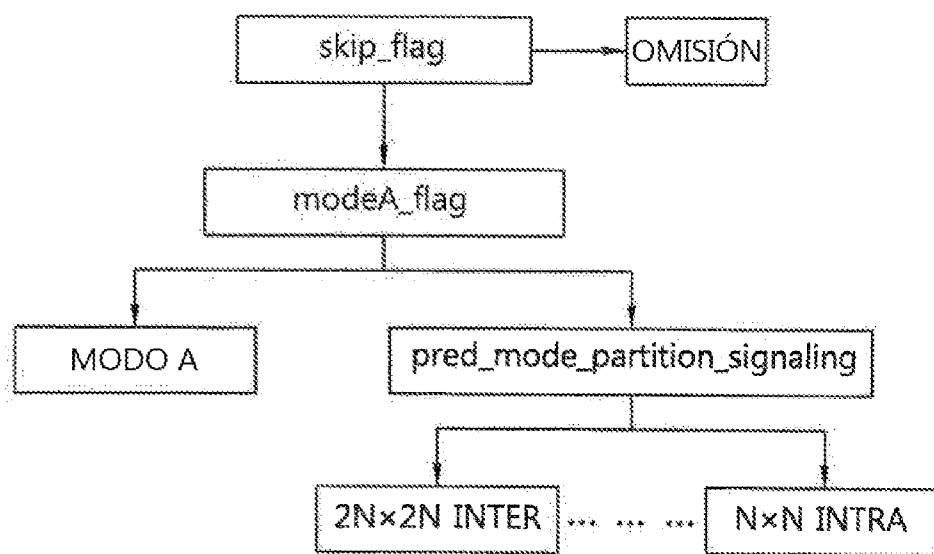 skip_flag
OMISIÓN
modeA_flag
MODO A
pred_mode_partition_signaling
2N×2N INTER ... ... ... N×N INTRA